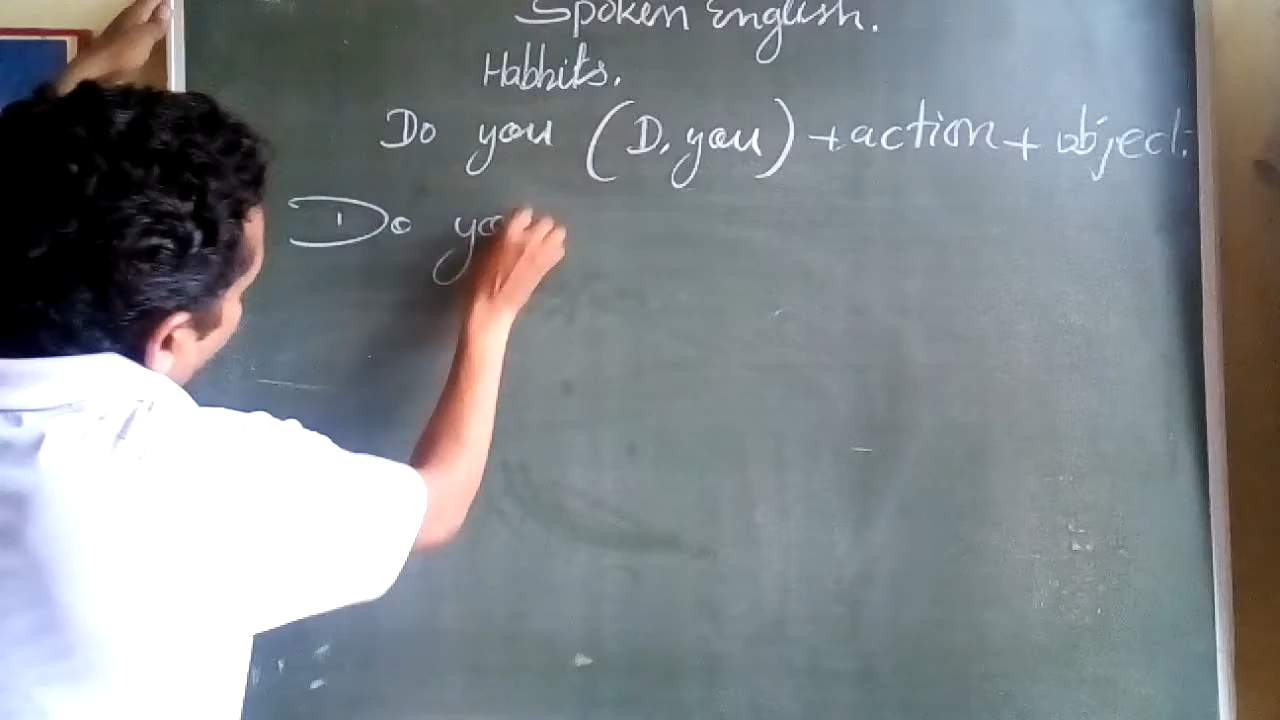 Spoken English.
Habbits.
Do you (D, you) + action + object.
Do yo